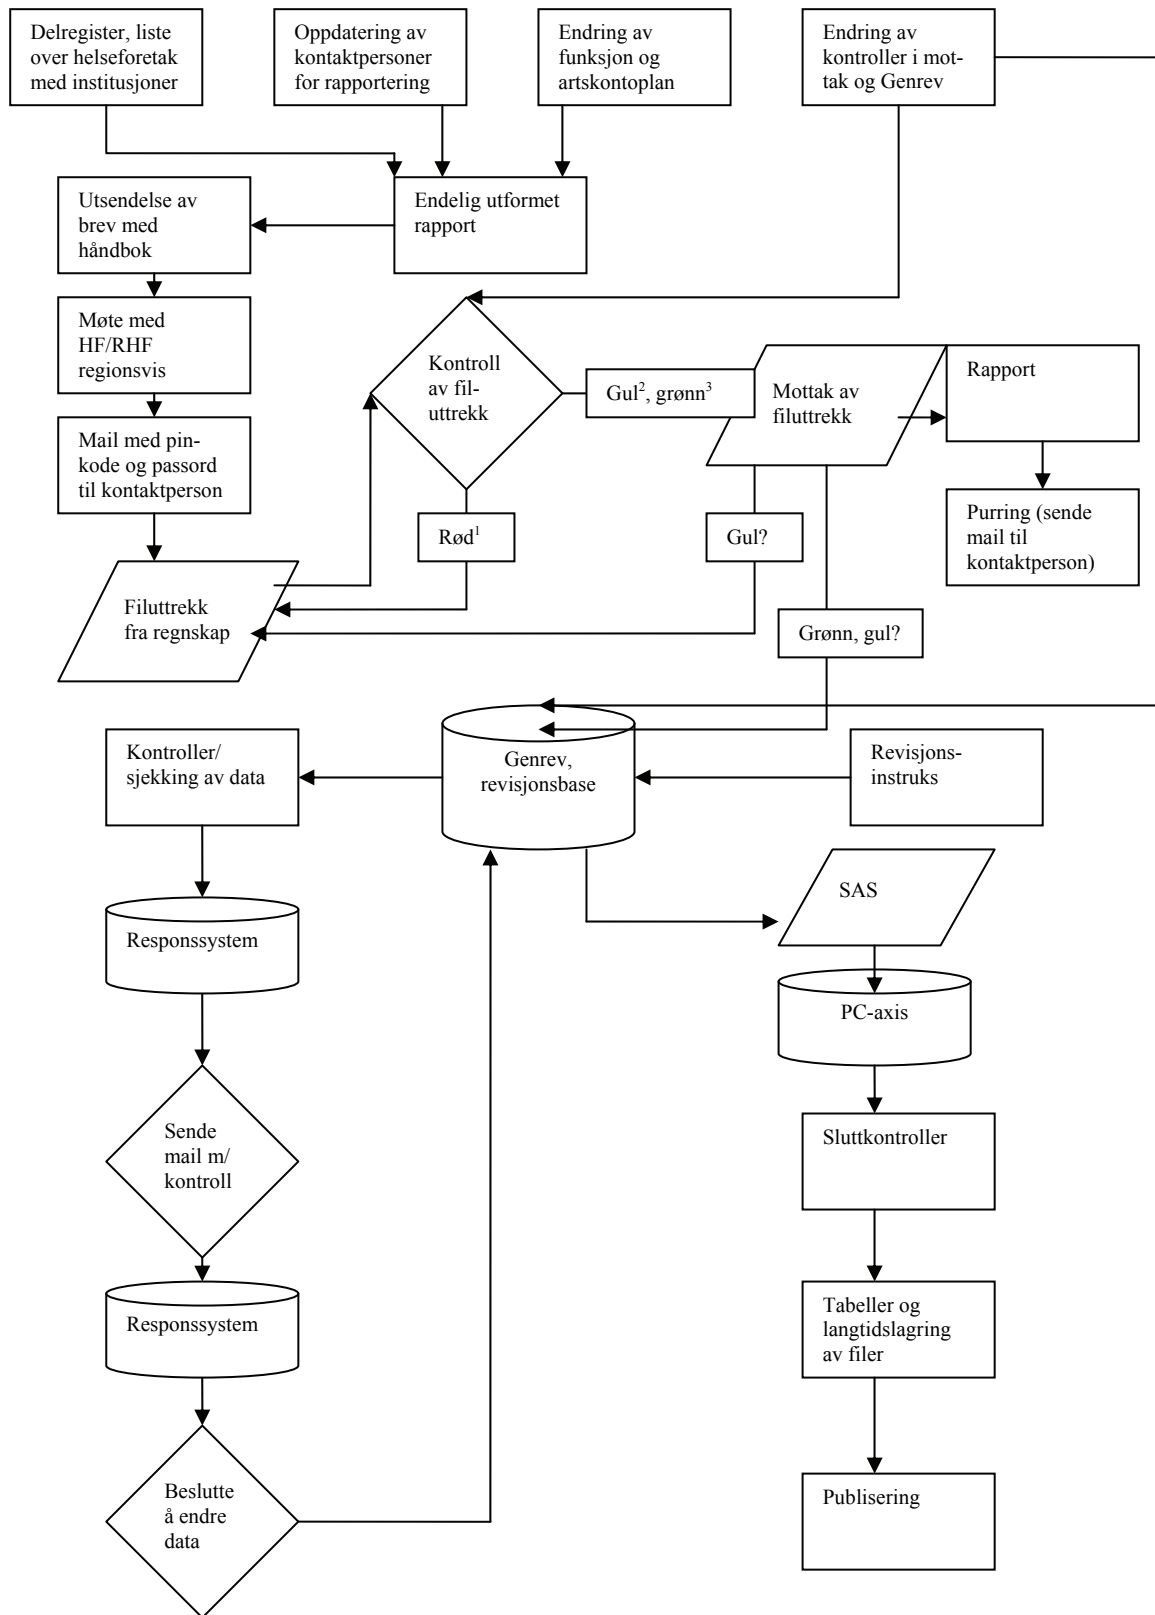 Delregister, liste
over helseforetak
med institusjoner
Oppdatering av
kontaktpersoner
for rapportering
Endring av
funksjon og
artskontoplan
Endring av
kontroller i mot-
tak og Genrev
Utsendelse av
brev med
håndbok
Endelig utformet
rapport
Møte med
HF/RHF
regionsvis
Kontroll
av fil-
uttrekk
Gul², grønn³
Mottak av
filuttrekk
Rapport
Mail med pin-
kode og passord
til kontaktperson
Rød¹
Gul?
Purring (sende
mail til
kontaktperson)
Filuttrekk
fra regnskap
Grønn, gul?
Kontroller/
sjekking av data
Genrev,
revisjonsbase
Revisjons-
instruks
SAS
Responssystem
PC-axis
Sende
mail m/
kontroll
Sluttkontroller
Responssystem
Tabeller og
langtidslagring
av filer
Beslutte
å endre
data
Publisering